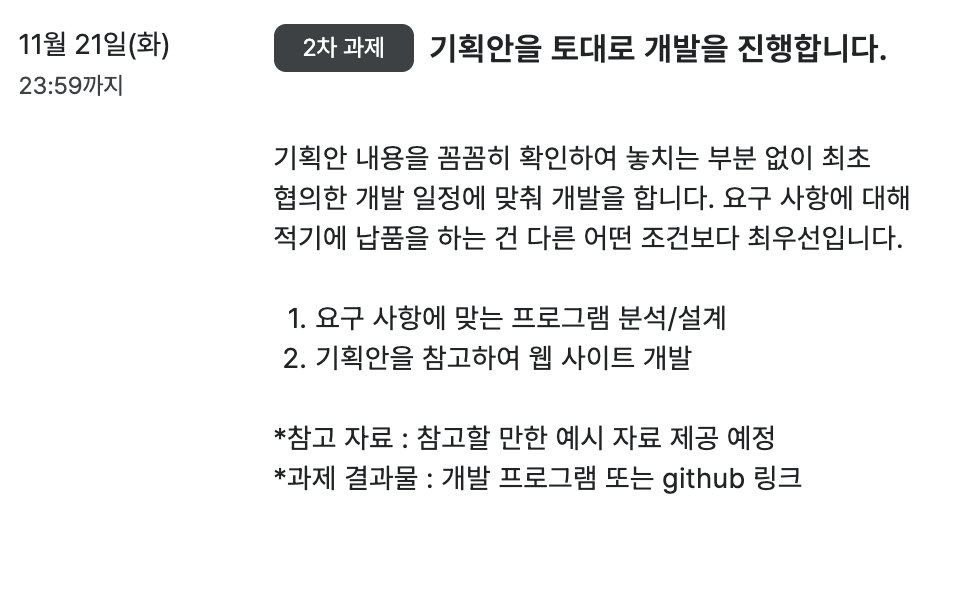 11월 21일(화)
23:59까지
2차 과제
기획안을 토대로 개발을 진행합니다.
기획안 내용을 꼼꼼히 확인하여 놓치는 부분 없이 최초
협의한 개발 일정에 맞춰 개발을 합니다. 요구 사항에 대해
적기에 납품을 하는 건 다른 어떤 조건보다 최우선입니다.
1. 요구 사항에 맞는 프로그램 분석/설계
2. 기획안을 참고하여 웹 사이트 개발
*참고 자료 : 참고할 만한 예시 자료 제공 예정
*과제 결과물 : 개발 프로그램 또는 github 링크